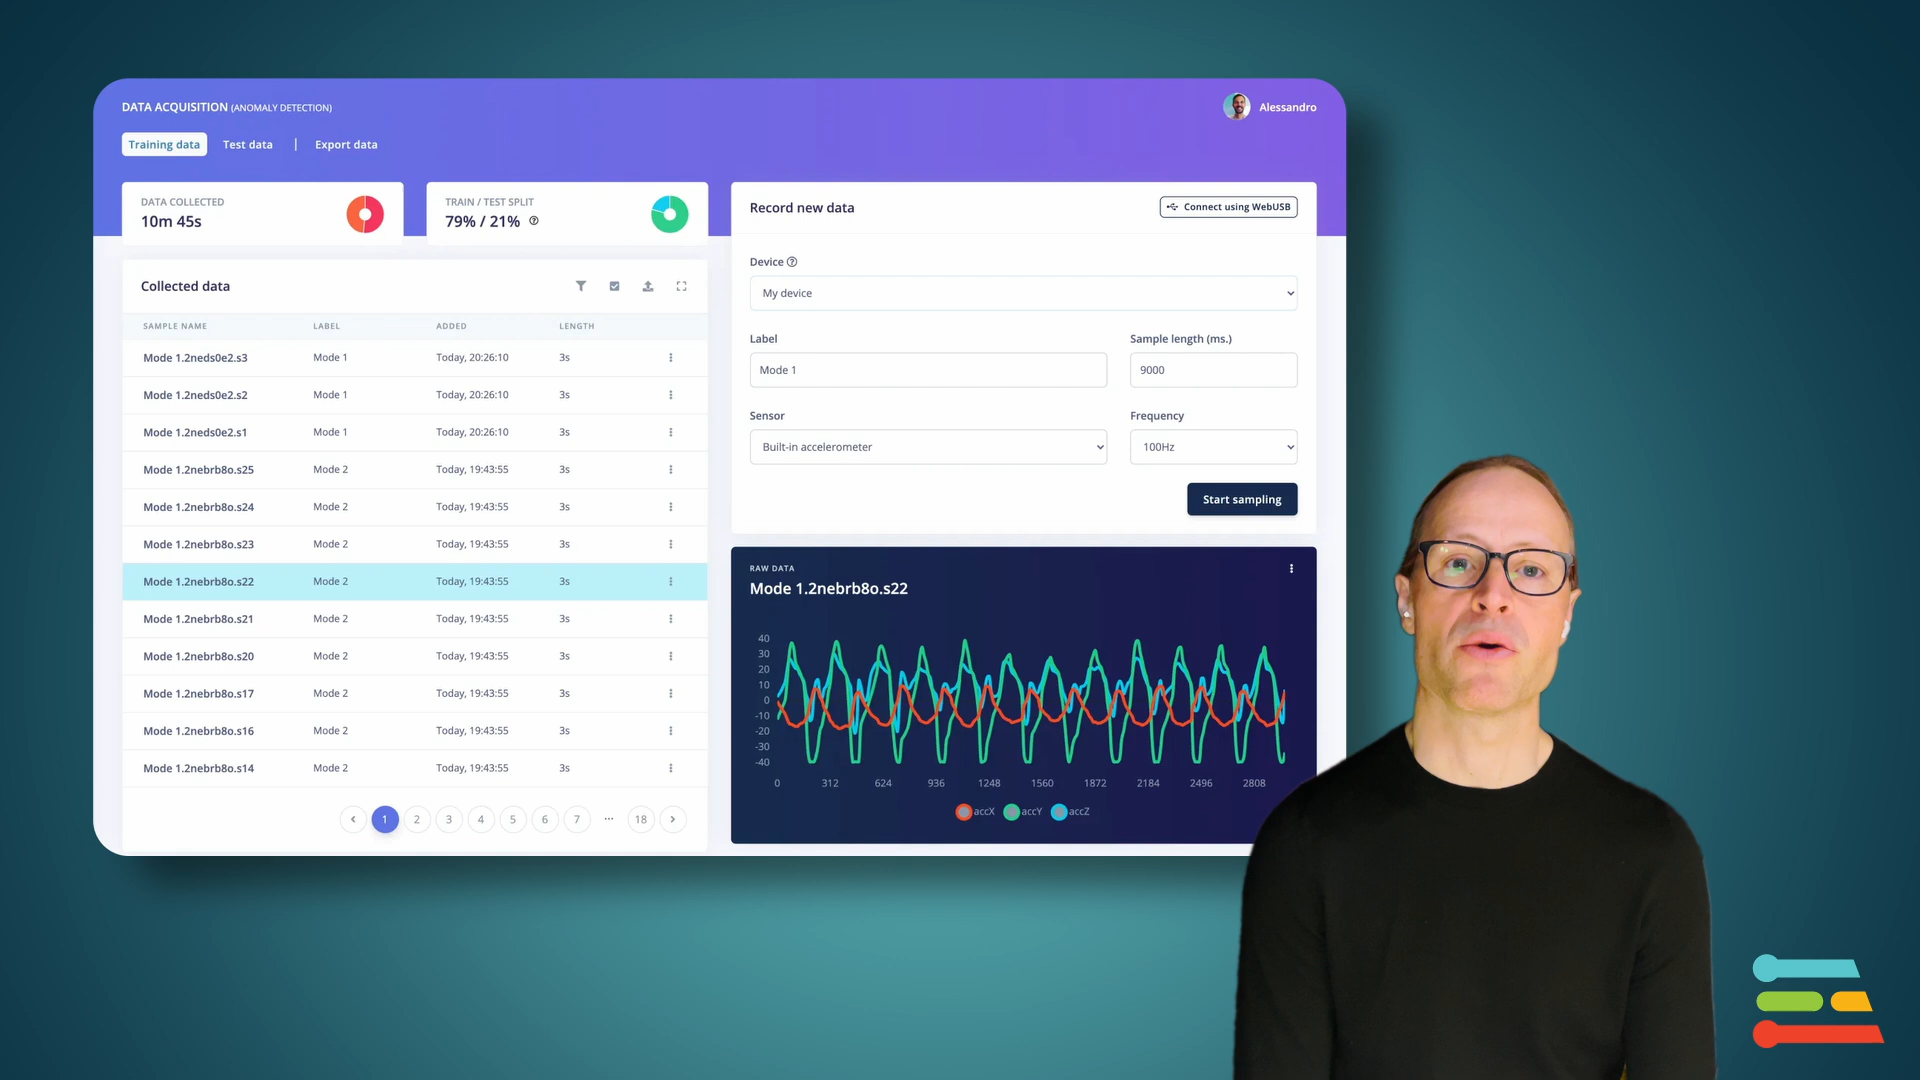 DATA ACQUISITION (ANOMALY DETECTION)
Alessandro
Training data
Test data
|
Export data
DATA COLLECTED
10m 45s
TRAIN / TEST SPLIT
79% / 21%
Collected data
SAMPLE NAME LABEL ADDED LENGTH
Mode 1.2neds0e2.s3 Mode 1 Today, 20:26:10 3s
Mode 1.2neds0e2.s2 Mode 1 Today, 20:26:10 3s
Mode 1.2neds0e2.s1 Mode 1 Today, 20:26:10 3s
Mode 1.2nebrb8o.s25 Mode 2 Today, 19:43:55 3s
Mode 1.2nebrb8o.s24 Mode 2 Today, 19:43:55 3s
Mode 1.2nebrb8o.s23 Mode 2 Today, 19:43:55 3s
Mode 1.2nebrb8o.s22 Mode 2 Today, 19:43:55 3s
Mode 1.2nebrb8o.s21 Mode 2 Today, 19:43:55 3s
Mode 1.2nebrb8o.s20 Mode 2 Today, 19:43:55 3s
Mode 1.2nebrb8o.s17 Mode 2 Today, 19:43:55 3s
Mode 1.2nebrb8o.s16 Mode 2 Today, 19:43:55 3s
Mode 1.2nebrb8o.s14 Mode 2 Today, 19:43:55 3s
‹ 1 2 3 4 5 6 7 ... 18 ›
Record new data
Connect using WebUSB
Device
My device
Label
Sample length (ms.)
Mode 1
9000
Sensor
Frequency
Built-in accelerometer
100Hz
Start sampling
RAW DATA
Mode 1.2nebrb8o.s22
40
30
20
10
0
-10
-20
-30
-40
0 312 624 936 1248 1560 1872 2184 2496 2808
accX accY accZ